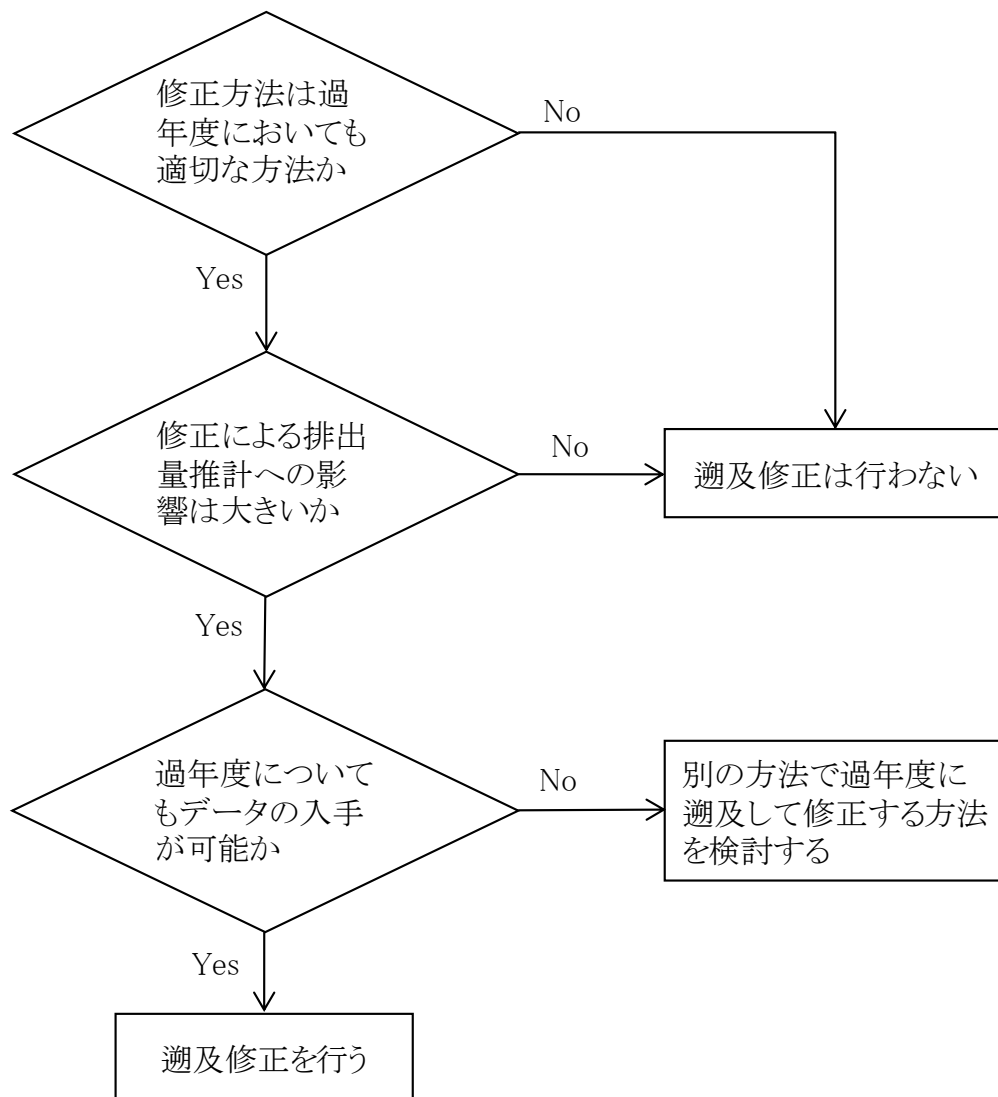 修正方法は過
年度においても
適切な方法か
No
Yes
修正による排出
量推計への影
響は大きいか
No
遡及修正は行わない
Yes
過年度について
もデータの入手
が可能か
No
別の方法で過年度に
遡及して修正する方法
を検討する
Yes
遡及修正を行う